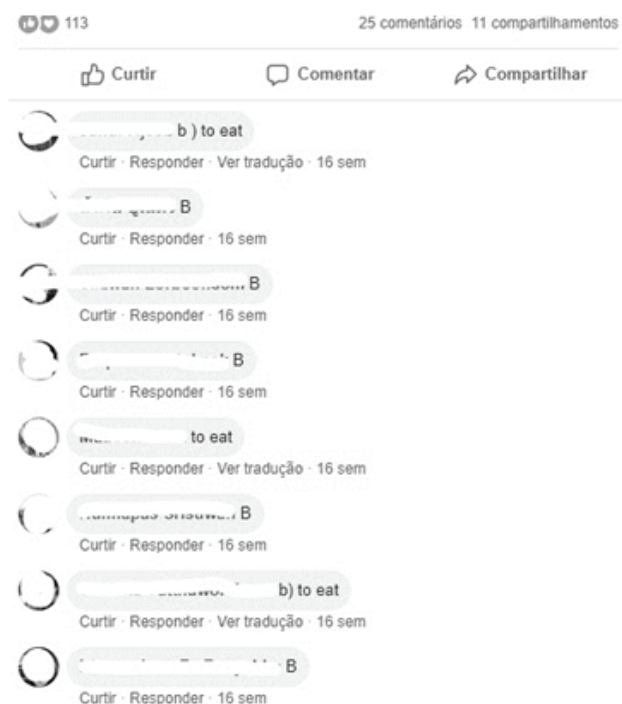 113 25 comentários 11 compartilhamentos
Curtir Comentar Compartilhar
b ) to eat
Curtir · Responder · Ver tradução · 16 sem
B
Curtir · Responder · 16 sem
B
Curtir · Responder · 16 sem
B
Curtir · Responder · 16 sem
to eat
Curtir · Responder · Ver tradução · 16 sem
B
Curtir · Responder · 16 sem
b) to eat
Curtir · Responder · Ver tradução · 16 sem
B
Curtir · Responder · 16 sem